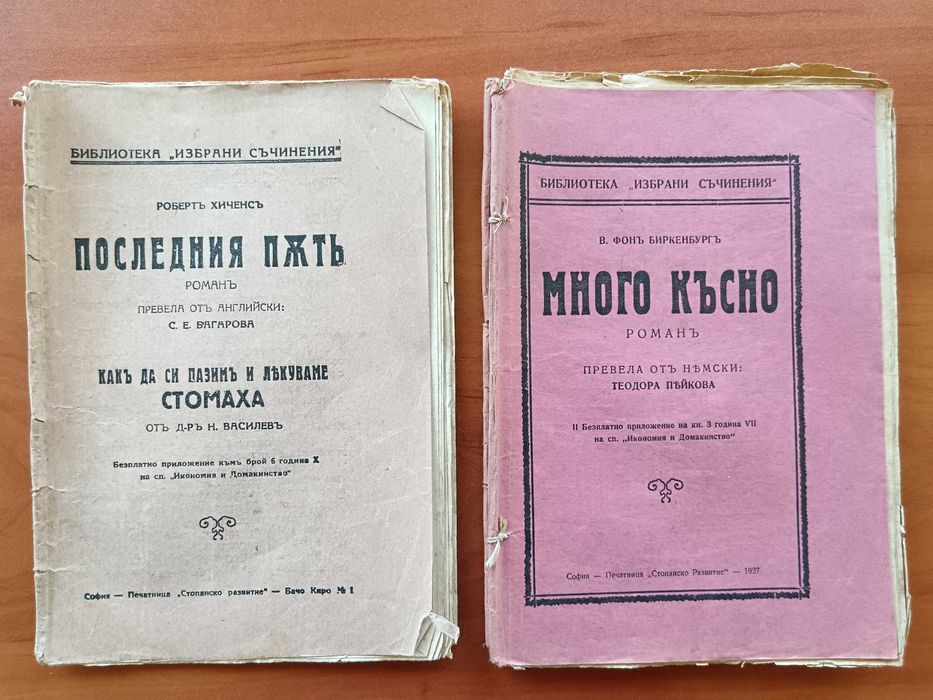 БИБЛИОТЕКА „ИЗБРАНИ СЪЧИНЕНИЯ"
РОБЕРТЪ ХИЧЕНСЪ
ПОСЛЕДНИЯ ПѪТЬ
РОМАНЪ
ПРЕВЕЛА ОТЪ АНГЛИЙСКИ:
С. Е. БАГАРОВА
КАКЪ ДА СИ ПАЗИМЪ И ЛѢКУВАМЕ
СТОМАХА
ОТЪ Д-РЪ Н. ВАСИЛЕВЪ
Безплатно приложение къмъ брой 6 година X
на сп. „Икономия и Домакинство"
София — Печатница „Стопанско развитие" — Бачо Киро № 1
БИБЛИОТЕКА „ИЗБРАНИ СЪЧИНЕНИЯ"
В. ФОНЪ БИРКЕНБУРГЪ
МНОГО КЪСНО
РОМАНЪ
ПРЕВЕЛА ОТЪ НѢМСКИ:
ТЕОДОРА ПѢЙКОВА
II Безплатно приложение на кн. 3 година VII
на сп. „Икономия и Домакинство"
София — Печатница „Стопанско Развитие" — 1927